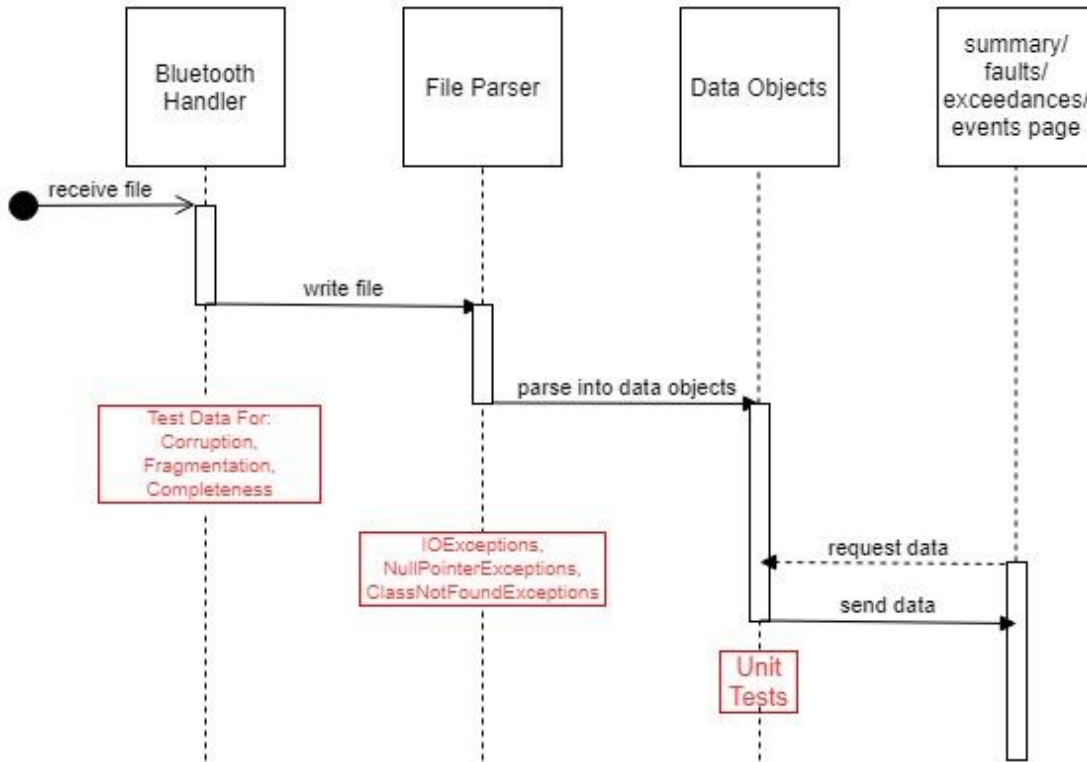 Bluetooth
Handler
File Parser
Data Objects
summary/
faults/
exceedances/
events page
receive file
write file
parse into data objects
Test Data For:
Corruption,
Fragmentation,
Completeness
IOExceptions,
NullPointerExceptions,
ClassNotFoundExceptions
request data
send data
Unit
Tests